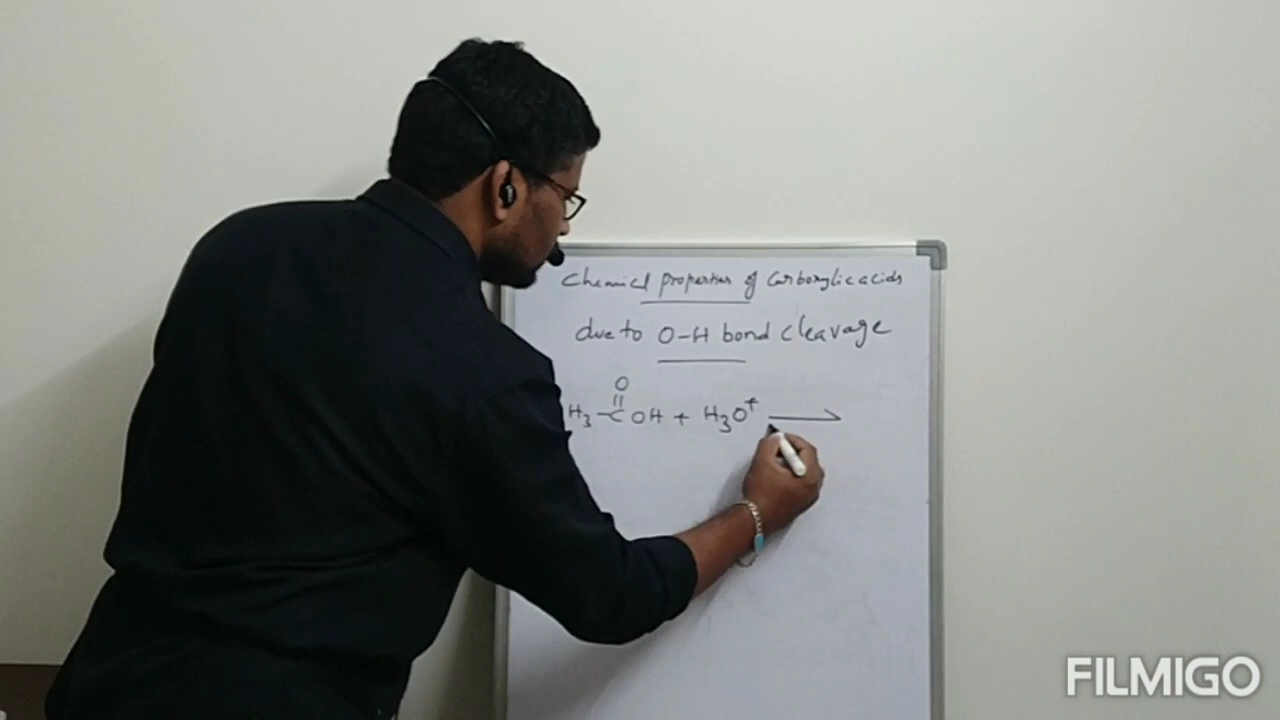 Chemical properties of Carboxylic acids
due to O-H bond cleavage
O
H3 - C OH + H3O+ →
FILMIGO